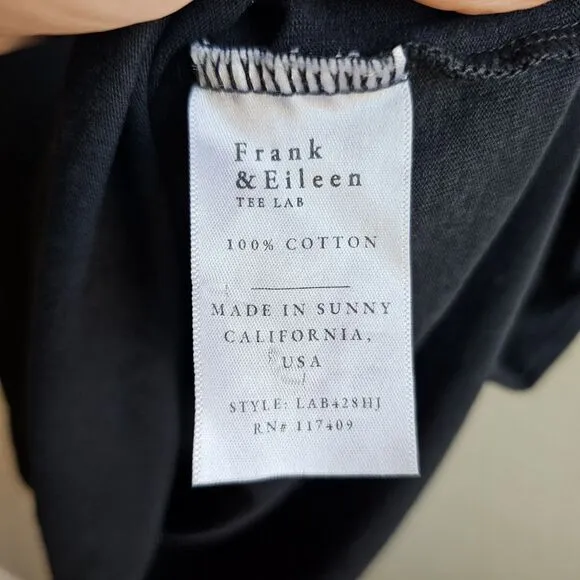 Frank
& Eileen
TEE LAB
100% COTTON
MADE IN SUNNY
CALIFORNIA,
USA
STYLE: LAB428HJ
RN# 117409